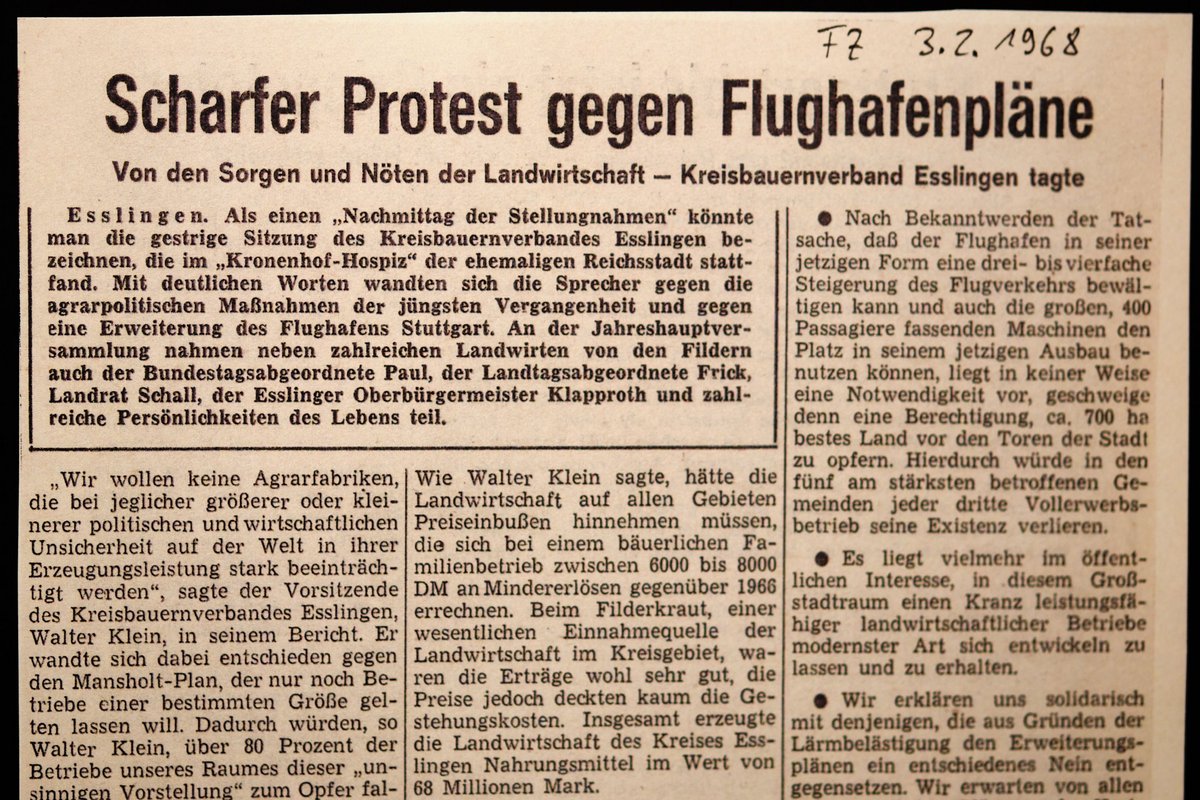 FZ 3.2.1968
Scharfer Protest gegen Flughafenpläne
Von den Sorgen und Nöten der Landwirtschaft — Kreisbauernverband Esslingen tagte
Esslingen. Als einen „Nachmittag der Stellungnahmen“ könnte
man die gestrige Sitzung des Kreisbauernverbandes Esslingen be-
zeichnen, die im „Kronenhof-Hospiz“ der ehemaligen Reichsstadt statt-
fand. Mit deutlichen Worten wandten sich die Sprecher gegen die
agrarpolitischen Maßnahmen der jüngsten Vergangenheit und gegen
eine Erweiterung des Flughafens Stuttgart. An der Jahreshauptver-
sammlung nahmen neben zahlreichen Landwirten von den Fildern
auch der Bundestagsabgeordnete Paul, der Landtagsabgeordnete Frick,
Landrat Schall, der Esslinger Oberbürgermeister Klapproth und zahl-
reiche Persönlichkeiten des Lebens teil.
„Wir wollen keine Agrarfabriken,
die bei jeglicher größerer oder klei-
nerer politischen und wirtschaftlichen
Unsicherheit auf der Welt in ihrer
Erzeugungsleistung stark beeinträch-
tigt werden“, sagte der Vorsitzende
des Kreisbauernverbandes Esslingen,
Walter Klein, in seinem Bericht. Er
wandte sich dabei entschieden gegen
den Mansholt-Plan, der nur noch Be-
triebe einer bestimmten Größe gel-
ten lassen will. Dadurch würden, so
Walter Klein, über 80 Prozent der
Betriebe unseres Raumes dieser „un-
sinnigen Vorstellung“ zum Opfer fal-
Wie Walter Klein sagte, hätte die
Landwirtschaft auf allen Gebieten
Preiseinbußen hinnehmen müssen,
die sich bei einem bäuerlichen Fa-
milienbetrieb zwischen 6000 bis 8000
DM an Mindererlösen gegenüber 1966
errechnen. Beim Filderkraut, einer
wesentlichen Einnahmequelle der
Landwirtschaft im Kreisgebiet, wa-
ren die Erträge wohl sehr gut, die
Preise jedoch deckten kaum die Ge-
stehungskosten. Insgesamt erzeugte
die Landwirtschaft des Kreises Ess-
lingen Nahrungsmittel im Wert von
68 Millionen Mark.
● Nach Bekanntwerden der Tat-
sache, daß der Flughafen in seiner
jetzigen Form eine drei- bis vierfache
Steigerung des Flugverkehrs bewäl-
tigen kann und auch die großen, 400
Passagiere fassenden Maschinen den
Platz in seinem jetzigen Ausbau be-
nutzen können, liegt in keiner Weise
eine Notwendigkeit vor, geschweige
denn eine Berechtigung, ca. 700 ha
bestes Land vor den Toren der Stadt
zu opfern. Hierdurch würde in den
fünf am stärksten betroffenen Ge-
meinden jeder dritte Vollerwerbs-
betrieb seine Existenz verlieren.
● Es liegt vielmehr im öffent-
lichen Interesse, in diesem Groß-
stadtraum einen Kranz leistungsfä-
higer landwirtschaftlicher Betriebe
modernster Art sich entwickeln zu
lassen und zu erhalten.
● Wir erklären uns solidarisch
mit denjenigen, die aus Gründen der
Lärmbelästigung den Erweiterungs-
plänen ein entschiedenes Nein ent-
gegensetzen. Wir erwarten von allen